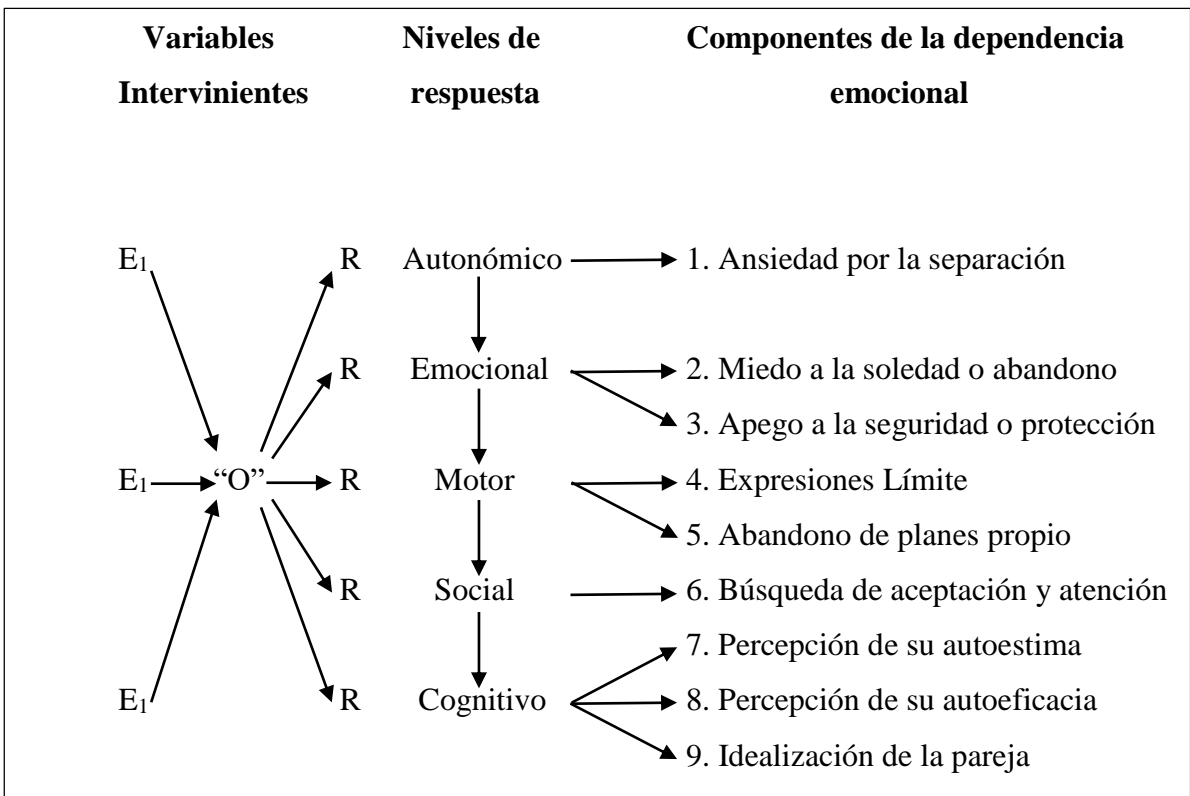 Variables Niveles de Componentes de la dependencia
Intervinientes respuesta emocional
E₁ R Autonómico 1. Ansiedad por la separación
R Emocional 2. Miedo a la soledad o abandono
3. Apego a la seguridad o protección
E₁ “O” R Motor 4. Expresiones Límite
5. Abandono de planes propio
R Social 6. Búsqueda de aceptación y atención
7. Percepción de su autoestima
E₁ R Cognitivo 8. Percepción de su autoeficacia
9. Idealización de la pareja